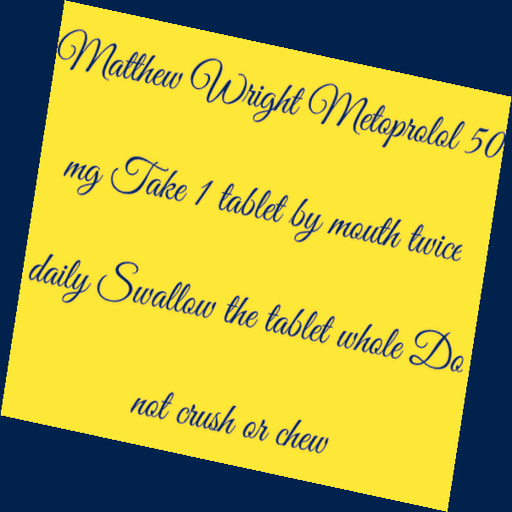 Matthew Wright Metoprolol 50
mg Take 1 tablet by mouth twice
daily Swallow the tablet whole Do
not crush or chew